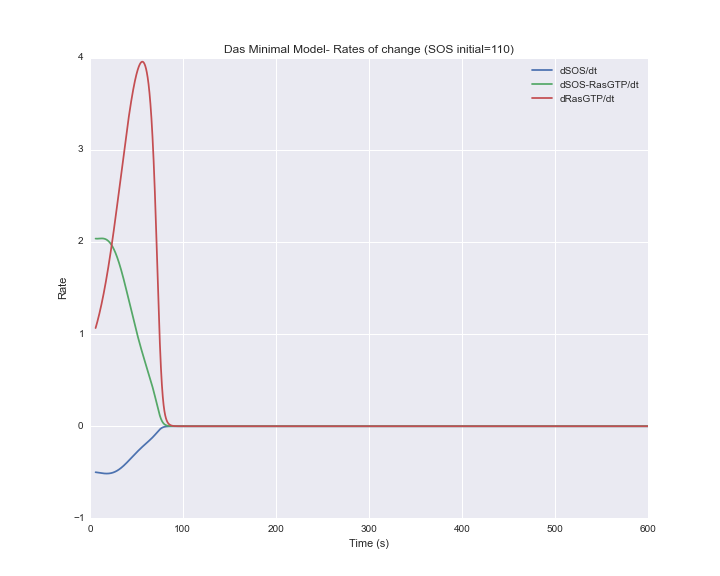 Das Minimal Model- Rates of change (SOS initial=110)
4
3
2
1
0
−1
Rate
dSOS/dt
dSOS-RasGTP/dt
dRasGTP/dt
0 100 200 300 400 500 600
Time (s)